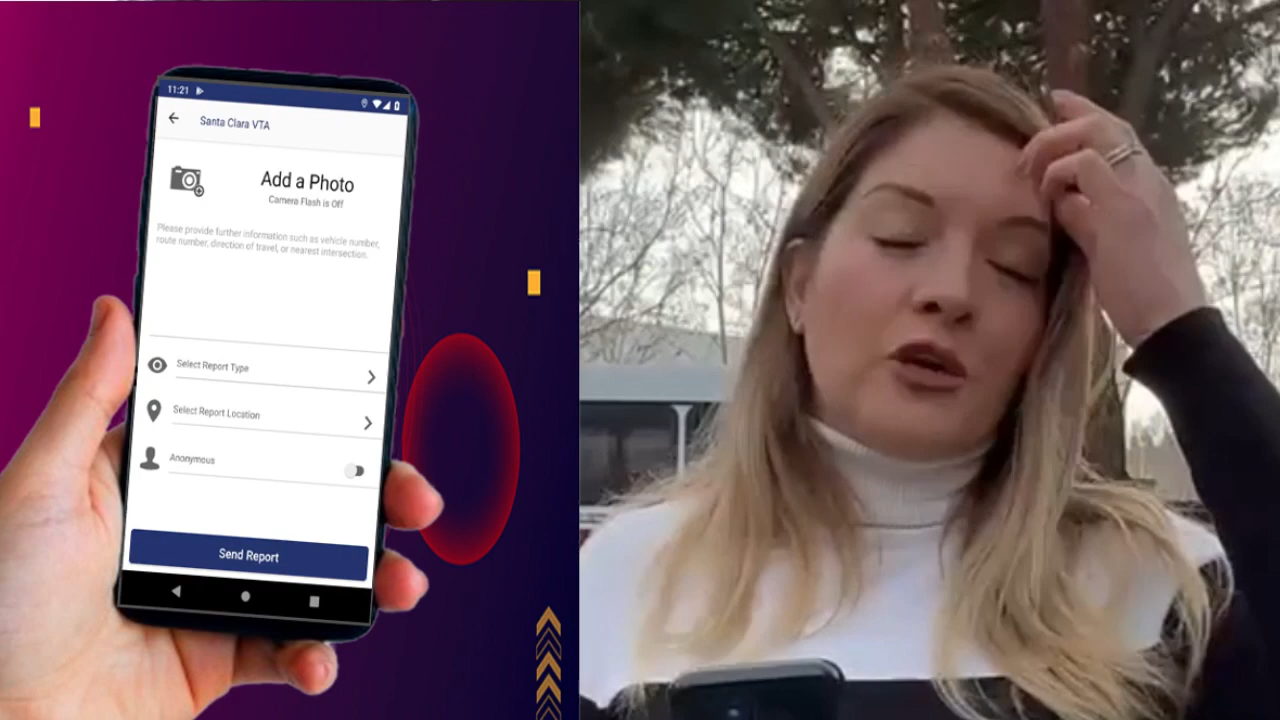 11:21
Santa Clara VTA
Add a Photo
Camera Flash is Off
Please provide further information such as vehicle number,
route number, direction of travel, or nearest intersection.
Select Report Type
Select Report Location
Anonymous
Send Report